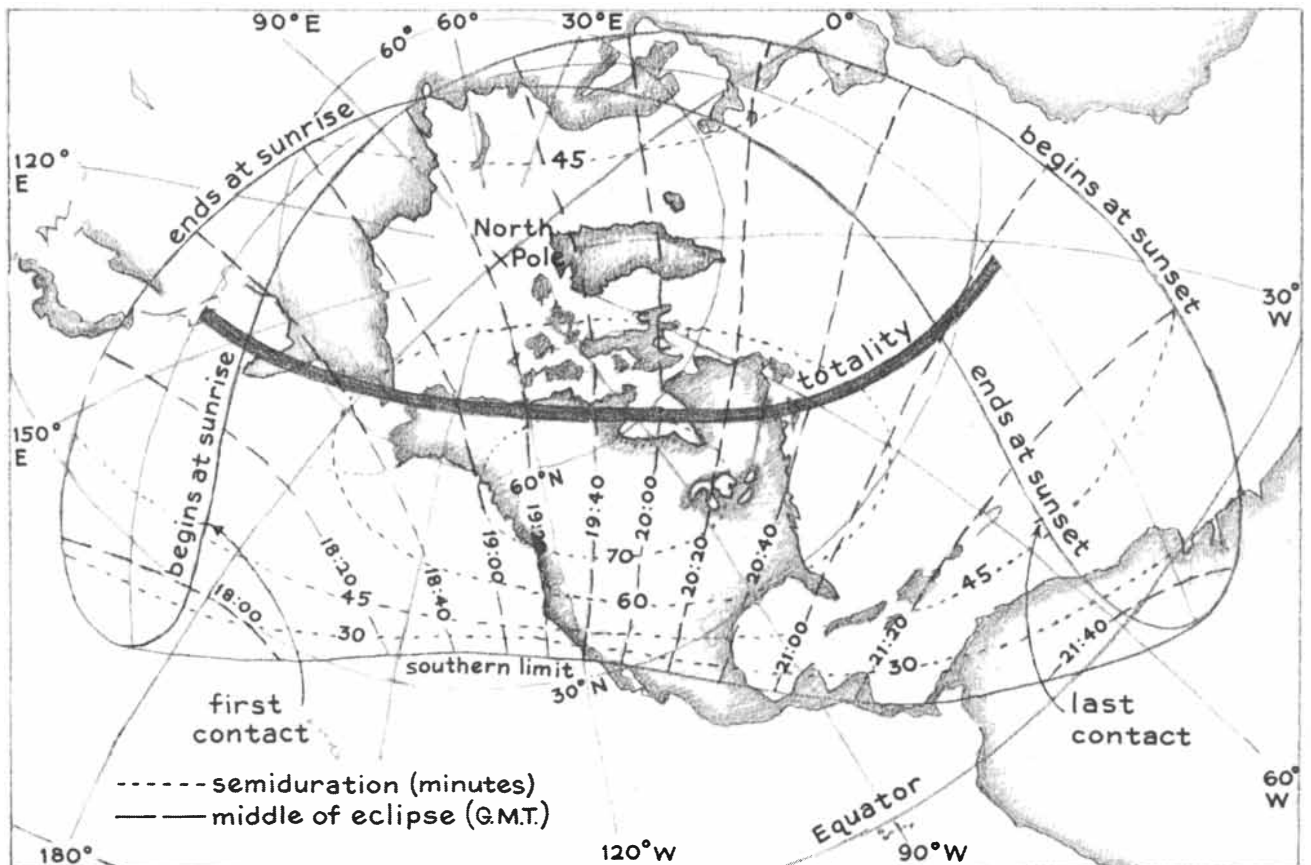 90°E
60°
30°E
0°
120°
E
ends at sunrise
45
begins at sunset
North
Pole
30°
W
totality
begins at sunrise
ends at sunset
150°
E
60°N
18:00
18:20
18:40
19:00
19:20
19:40
20:00
20:20
20:40
21:00
21:20
21:40
70
60
45
30
45
30
southern limit
30°N
first
contact
last
contact
------ semiduration (minutes)
— — middle of eclipse (G.M.T.)
Equator
60°
W
180°
120°W
90°W